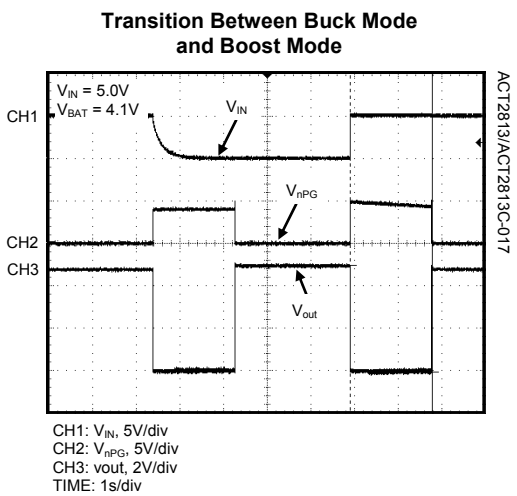 Transition Between Buck Mode
and Boost Mode
VIN = 5.0V
VBAT = 4.1V
CH1
VIN
VnPG
CH2
CH3
Vout
ACT2813/ACT2813C-017
CH1: VIN, 5V/div
CH2: VnPG, 5V/div
CH3: vout, 2V/div
TIME: 1s/div